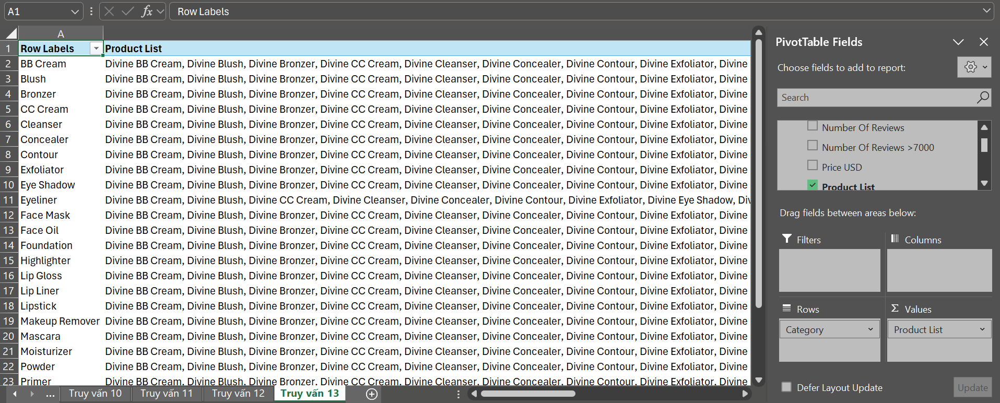 A1
fx
Row Labels
A
1 Row Labels Product List
2 BB Cream Divine BB Cream, Divine Blush, Divine Bronzer, Divine CC Cream, Divine Cleanser, Divine Concealer, Divine Contour, Divine Exfoliator, Divine
3 Blush Divine BB Cream, Divine Blush, Divine Bronzer, Divine CC Cream, Divine Cleanser, Divine Concealer, Divine Contour, Divine Exfoliator, Divine
4 Bronzer Divine BB Cream, Divine Blush, Divine Bronzer, Divine CC Cream, Divine Cleanser, Divine Concealer, Divine Contour, Divine Exfoliator, Divine
5 CC Cream Divine BB Cream, Divine Blush, Divine Bronzer, Divine CC Cream, Divine Cleanser, Divine Concealer, Divine Contour, Divine Exfoliator, Divine
6 Cleanser Divine BB Cream, Divine Blush, Divine Bronzer, Divine CC Cream, Divine Cleanser, Divine Concealer, Divine Contour, Divine Exfoliator, Divine
7 Concealer Divine BB Cream, Divine Blush, Divine Bronzer, Divine CC Cream, Divine Cleanser, Divine Concealer, Divine Contour, Divine Exfoliator, Divine
8 Contour Divine BB Cream, Divine Blush, Divine Bronzer, Divine CC Cream, Divine Cleanser, Divine Concealer, Divine Contour, Divine Exfoliator, Divine
9 Exfoliator Divine BB Cream, Divine Blush, Divine Bronzer, Divine CC Cream, Divine Cleanser, Divine Concealer, Divine Contour, Divine Exfoliator, Divine
10 Eye Shadow Divine BB Cream, Divine Blush, Divine Bronzer, Divine CC Cream, Divine Cleanser, Divine Concealer, Divine Contour, Divine Exfoliator, Divine
11 Eyeliner Divine BB Cream, Divine Blush, Divine CC Cream, Divine Cleanser, Divine Concealer, Divine Contour, Divine Exfoliator, Divine Eye Shadow, Div
12 Face Mask Divine BB Cream, Divine Blush, Divine Bronzer, Divine CC Cream, Divine Cleanser, Divine Concealer, Divine Contour, Divine Exfoliator, Divine
13 Face Oil Divine BB Cream, Divine Blush, Divine Bronzer, Divine CC Cream, Divine Cleanser, Divine Concealer, Divine Contour, Divine Exfoliator, Divine
14 Foundation Divine BB Cream, Divine Blush, Divine Bronzer, Divine CC Cream, Divine Cleanser, Divine Concealer, Divine Contour, Divine Exfoliator, Divine
15 Highlighter Divine BB Cream, Divine Blush, Divine Bronzer, Divine CC Cream, Divine Cleanser, Divine Concealer, Divine Contour, Divine Exfoliator, Divine
16 Lip Gloss Divine BB Cream, Divine Blush, Divine Bronzer, Divine CC Cream, Divine Cleanser, Divine Concealer, Divine Contour, Divine Exfoliator, Divine
17 Lip Liner Divine BB Cream, Divine Blush, Divine Bronzer, Divine CC Cream, Divine Cleanser, Divine Concealer, Divine Contour, Divine Exfoliator, Divine
18 Lipstick Divine BB Cream, Divine Blush, Divine Bronzer, Divine CC Cream, Divine Cleanser, Divine Concealer, Divine Contour, Divine Exfoliator, Divine
19 Makeup Remover Divine BB Cream, Divine Blush, Divine Bronzer, Divine CC Cream, Divine Cleanser, Divine Concealer, Divine Contour, Divine Exfoliator, Divine
20 Mascara Divine BB Cream, Divine Blush, Divine Bronzer, Divine CC Cream, Divine Cleanser, Divine Concealer, Divine Contour, Divine Exfoliator, Divine
21 Moisturizer Divine BB Cream, Divine Blush, Divine Bronzer, Divine CC Cream, Divine Cleanser, Divine Concealer, Divine Contour, Divine Exfoliator, Divine
22 Powder Divine BB Cream, Divine Blush, Divine Bronzer, Divine CC Cream, Divine Cleanser, Divine Concealer, Divine Contour, Divine Exfoliator, Divine
23 Primer Divine BB Cream, Divine Blush, Divine Bronzer, Divine CC Cream, Divine Cleanser, Divine Concealer, Divine Contour, Divine Exfoliator, Divine
... Truy vấn 10 Truy vấn 11 Truy vấn 12 Truy vấn 13
PivotTable Fields
Choose fields to add to report:
Search
Number Of Reviews
Number Of Reviews >7000
Price USD
Product List
Drag fields between areas below:
Filters
Columns
Rows
Σ Values
Category
Product List
Defer Layout Update
Update